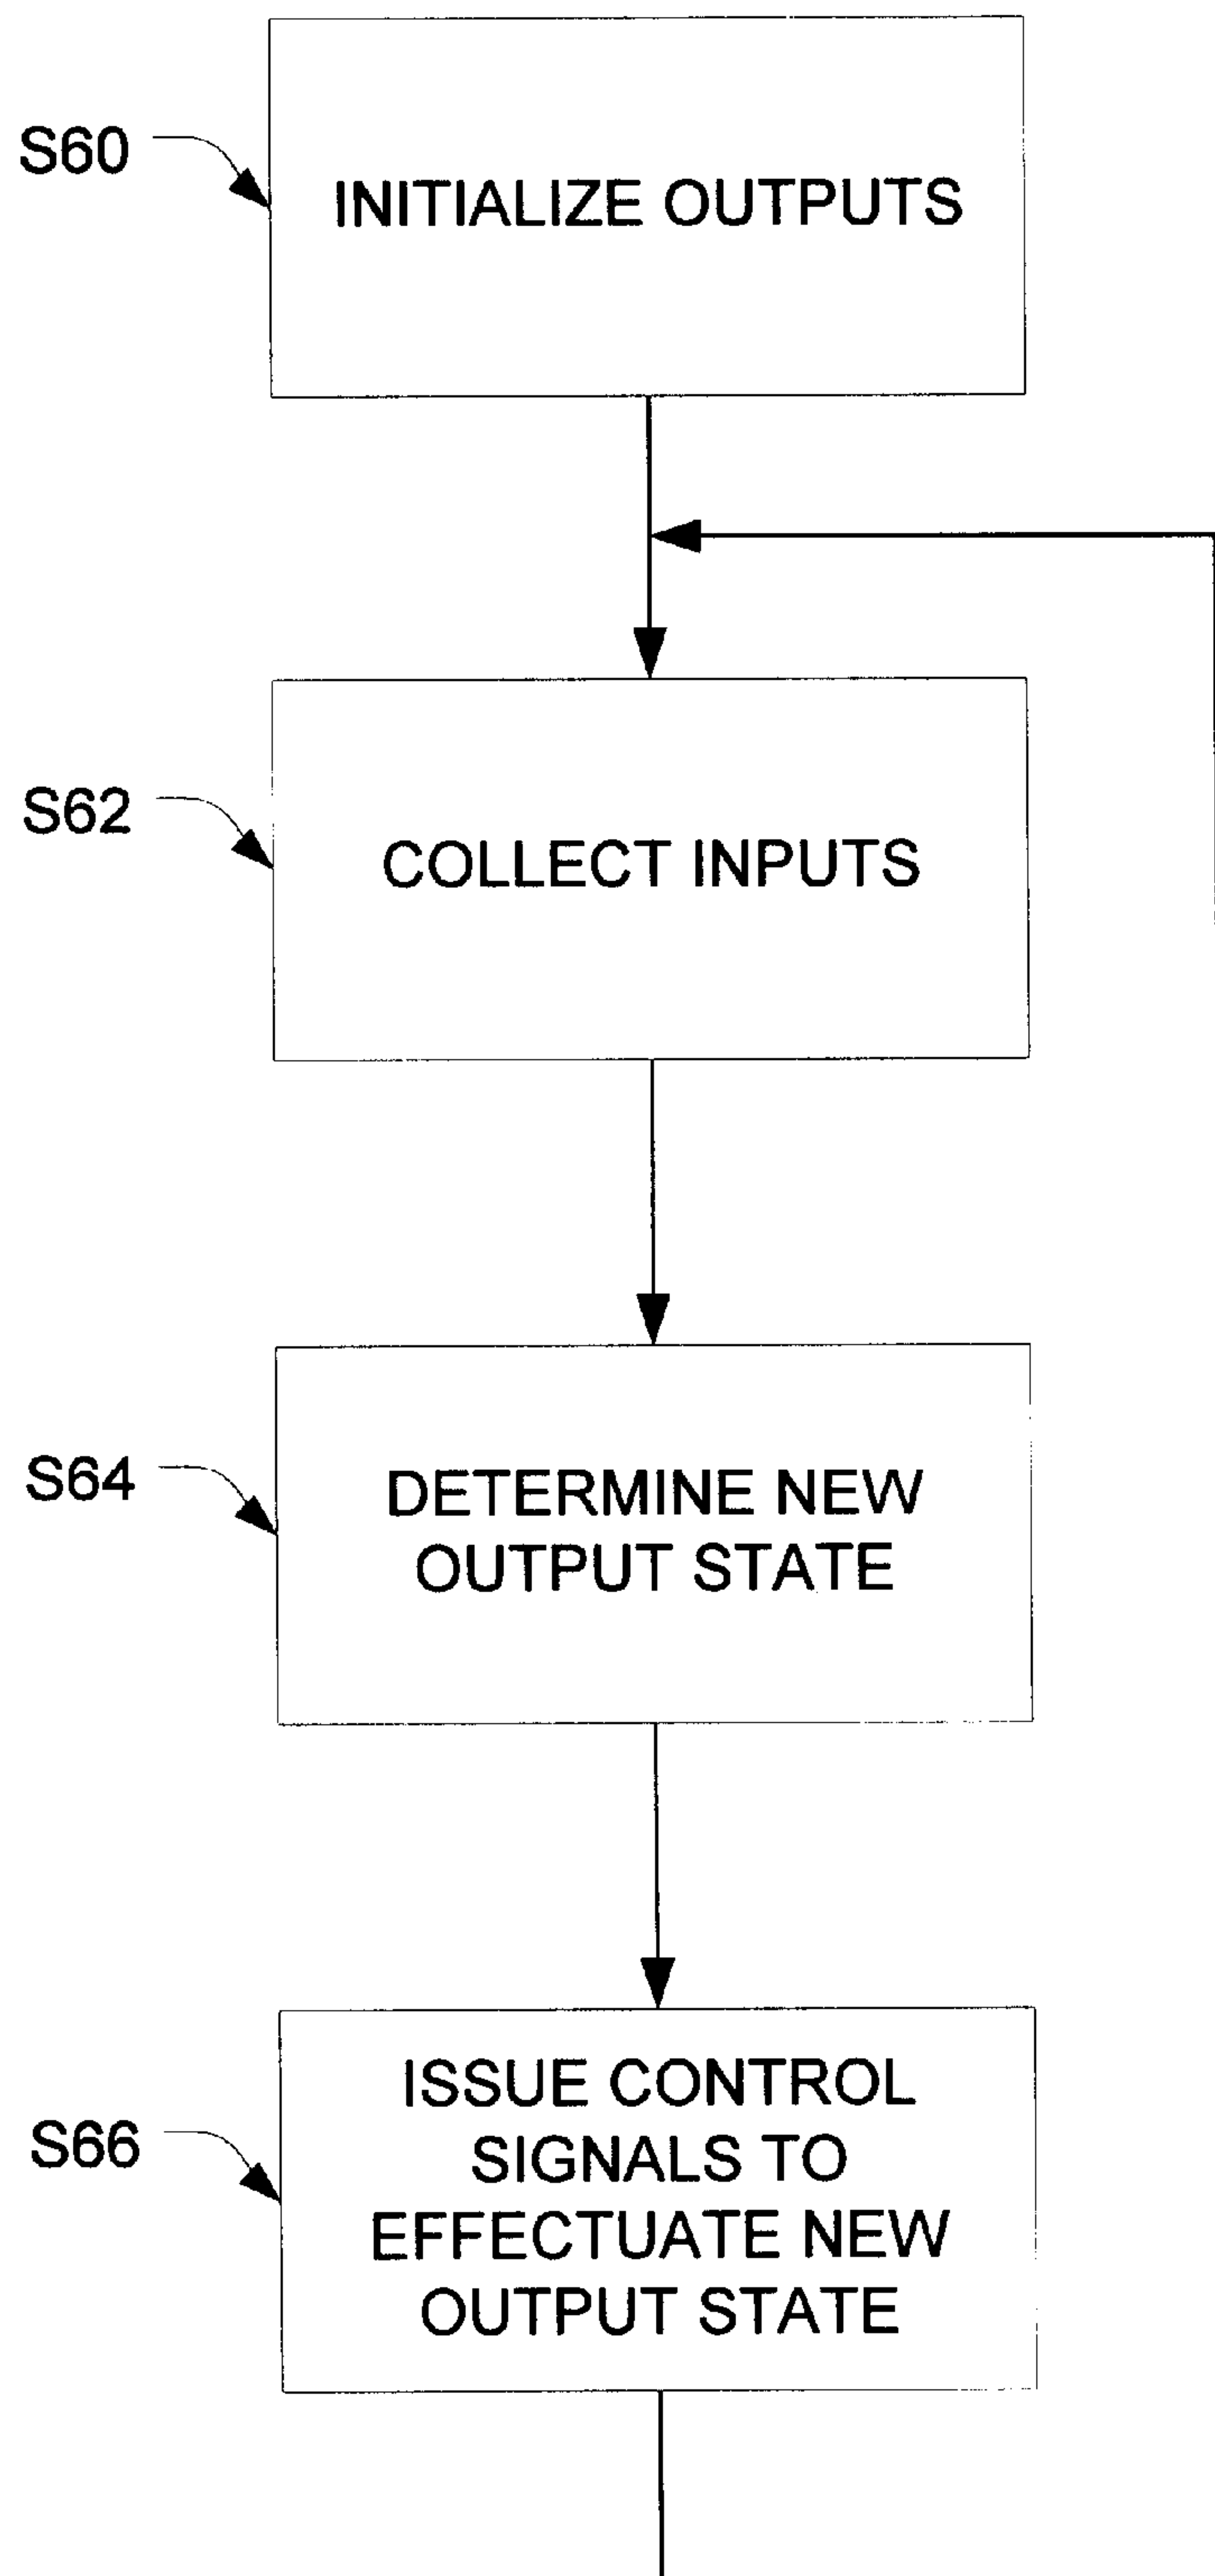 S60
INITIALIZE OUTPUTS
S62
COLLECT INPUTS
S64
DETERMINE NEW
OUTPUT STATE
S66
ISSUE CONTROL
SIGNALS TO
EFFECTUATE NEW
OUTPUT STATE